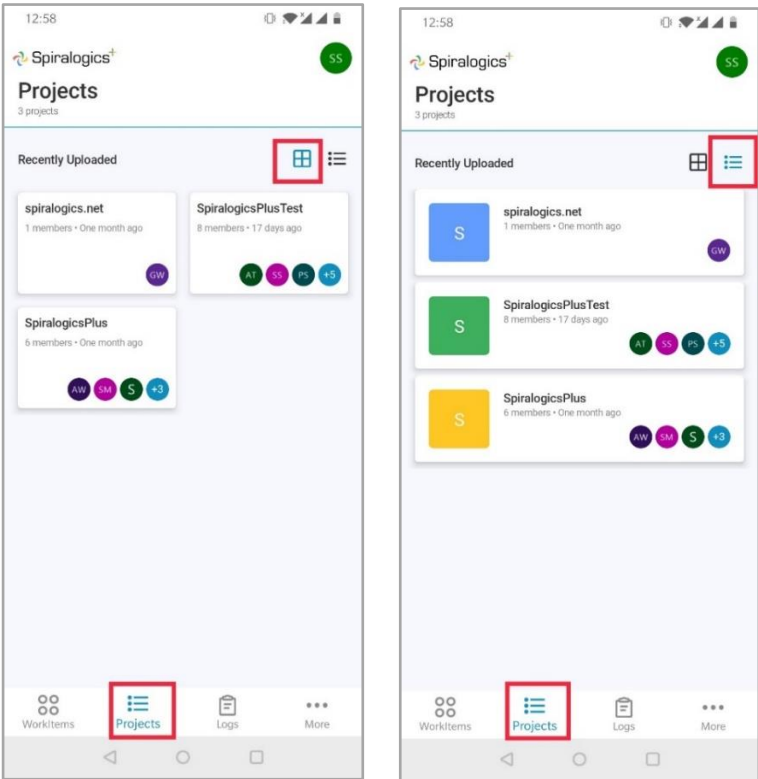 12:58
Spiralogics+
SS
Projects
3 projects
Recently Uploaded
spiralogics.net
1 members • One month ago
GW
SpiralogicsPlusTest
8 members • 17 days ago
AT SS PS +5
SpiralogicsPlus
6 members • One month ago
AW SM S +3
WorkItems Projects Logs More
12:58
Spiralogics+
SS
Projects
3 projects
Recently Uploaded
S
spiralogics.net
1 members • One month ago
GW
S
SpiralogicsPlusTest
8 members • 17 days ago
AT SS PS +5
S
SpiralogicsPlus
6 members • One month ago
AW SM S +3
WorkItems Projects Logs More